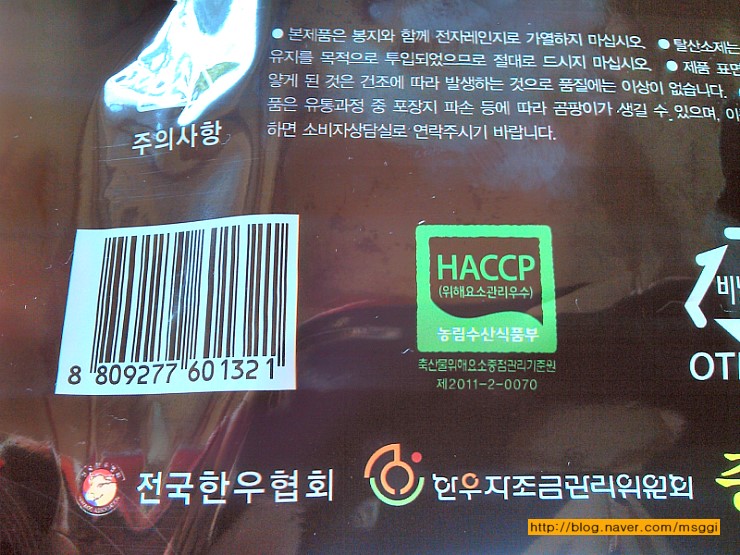 ● 본제품은 봉지와 함께 전자레인지로 가열하지 마십시오. ● 탈산소제는
유지를 목적으로 투입되었으므로 절대로 드시지 마십시오. ● 제품 표면
얗게 된 것은 건조에 따라 발생하는 것으로 품질에는 이상이 없습니다.
품은 유통과정 중 포장지 파손 등에 따라 곰팡이가 생길 수 있으며, 이
하면 소비자상담실로 연락주시기 바랍니다.
주의사항
HACCP
(위해요소관리우수)
농림수산식품부
축산물위해요소중점관리기준원
제2011-2-0070
비
OTH
8 809277 601321
전국한우협회
한우자조금관리위원회
http://blog.naver.com/msggi